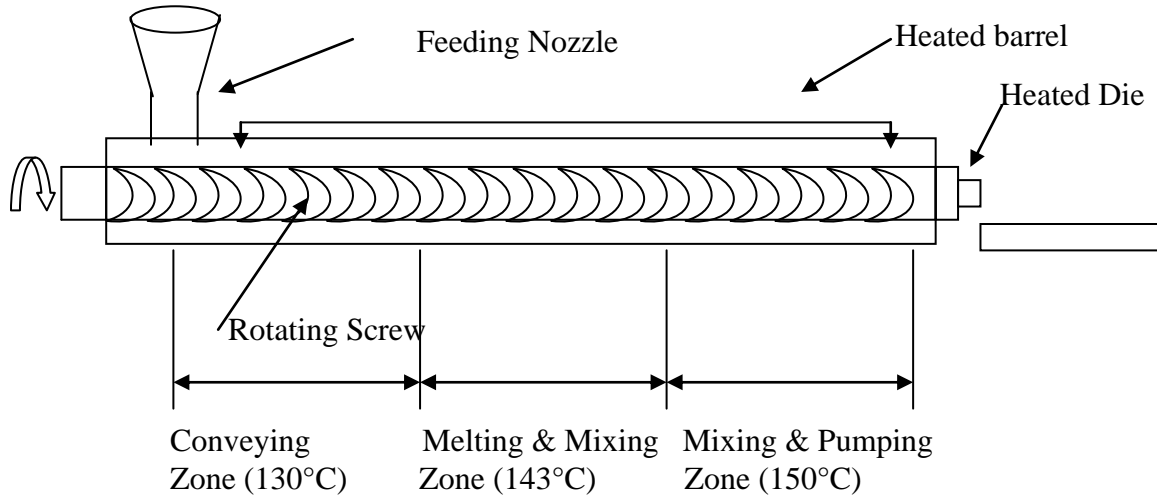 Feeding Nozzle
Heated barrel
Heated Die
Rotating Screw
Conveying
Zone (130°C)
Melting & Mixing
Zone (143°C)
Mixing & Pumping
Zone (150°C)